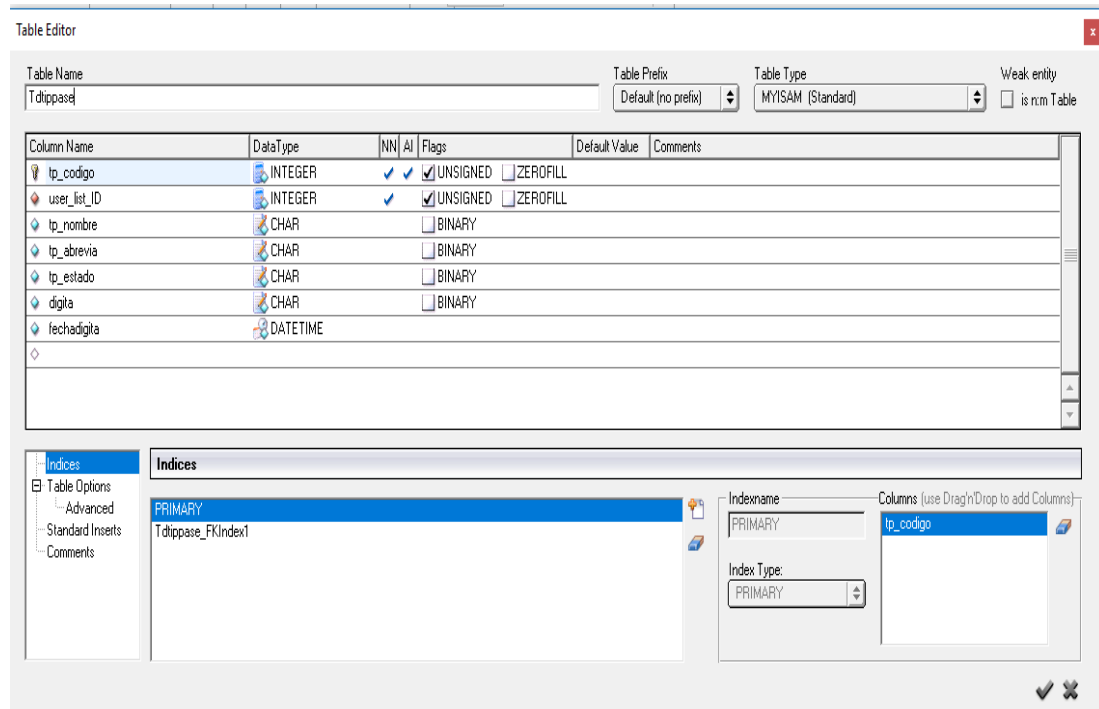 Table Editor
x
Table Name Table Prefix Table Type Weak entity
Tdtippase Default (no prefix) MYISAM (Standard) is n:m Table
Column Name DataType NN AI Flags Default Value Comments
tp_codigo INTEGER UNSIGNED ZEROFILL
user_list_ID INTEGER UNSIGNED ZEROFILL
tp_nombre CHAR BINARY
tp_abrevia CHAR BINARY
tp_estado CHAR BINARY
digita CHAR BINARY
fechadigita DATETIME
Indices
Table Options
Advanced
Standard Inserts
Comments
Indices
PRIMARY
Tdtippase_FKIndex1
Indexname
PRIMARY
Index Type:
PRIMARY
Columns (use Drag'n'Drop to add Columns)
tp_codigo